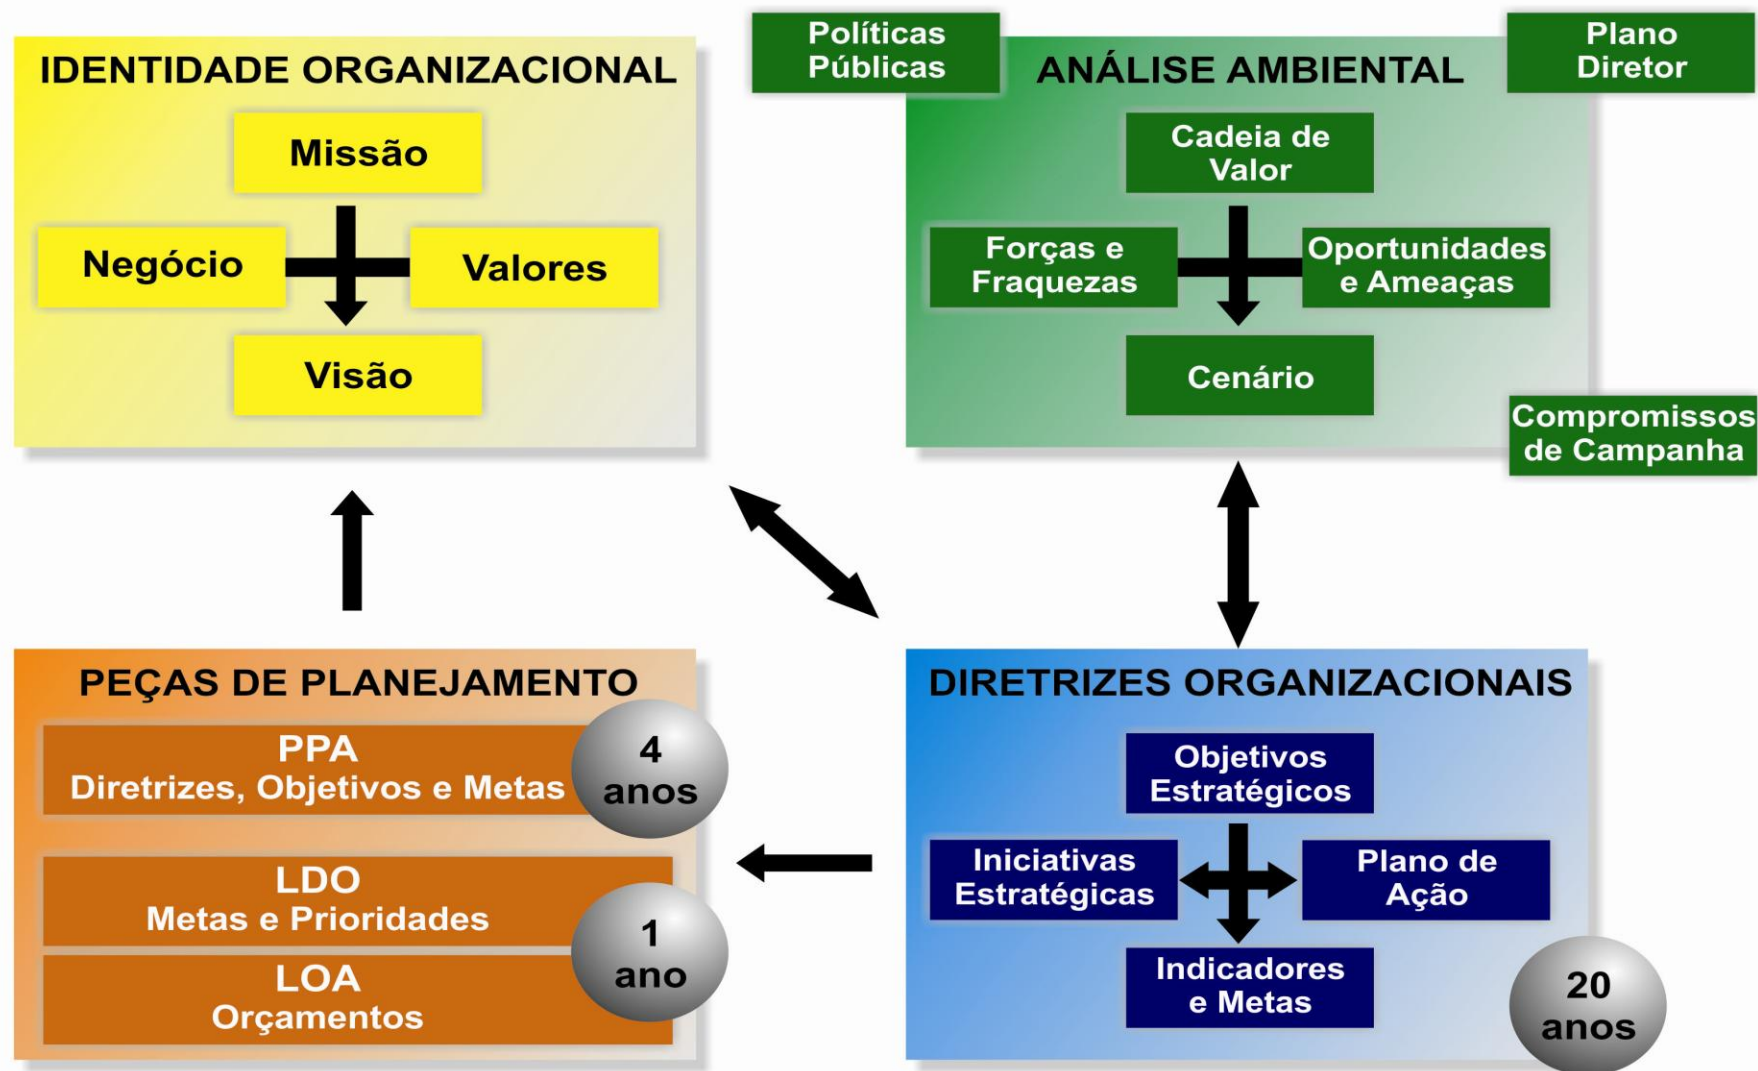 IDENTIDADE ORGANIZACIONAL
Missão
Negócio
Valores
Visão
Políticas
Públicas
ANÁLISE AMBIENTAL
Plano
Diretor
Cadeia de
Valor
Forças e
Fraquezas
Oportunidades
e Ameaças
Cenário
Compromissos
de Campanha
PEÇAS DE PLANEJAMENTO
PPA
Diretrizes, Objetivos e Metas
4
anos
LDO
Metas e Prioridades
1
ano
LOA
Orçamentos
DIRETRIZES ORGANIZACIONAIS
Objetivos
Estratégicos
Iniciativas
Estratégicas
Plano de
Ação
Indicadores
e Metas
20
anos